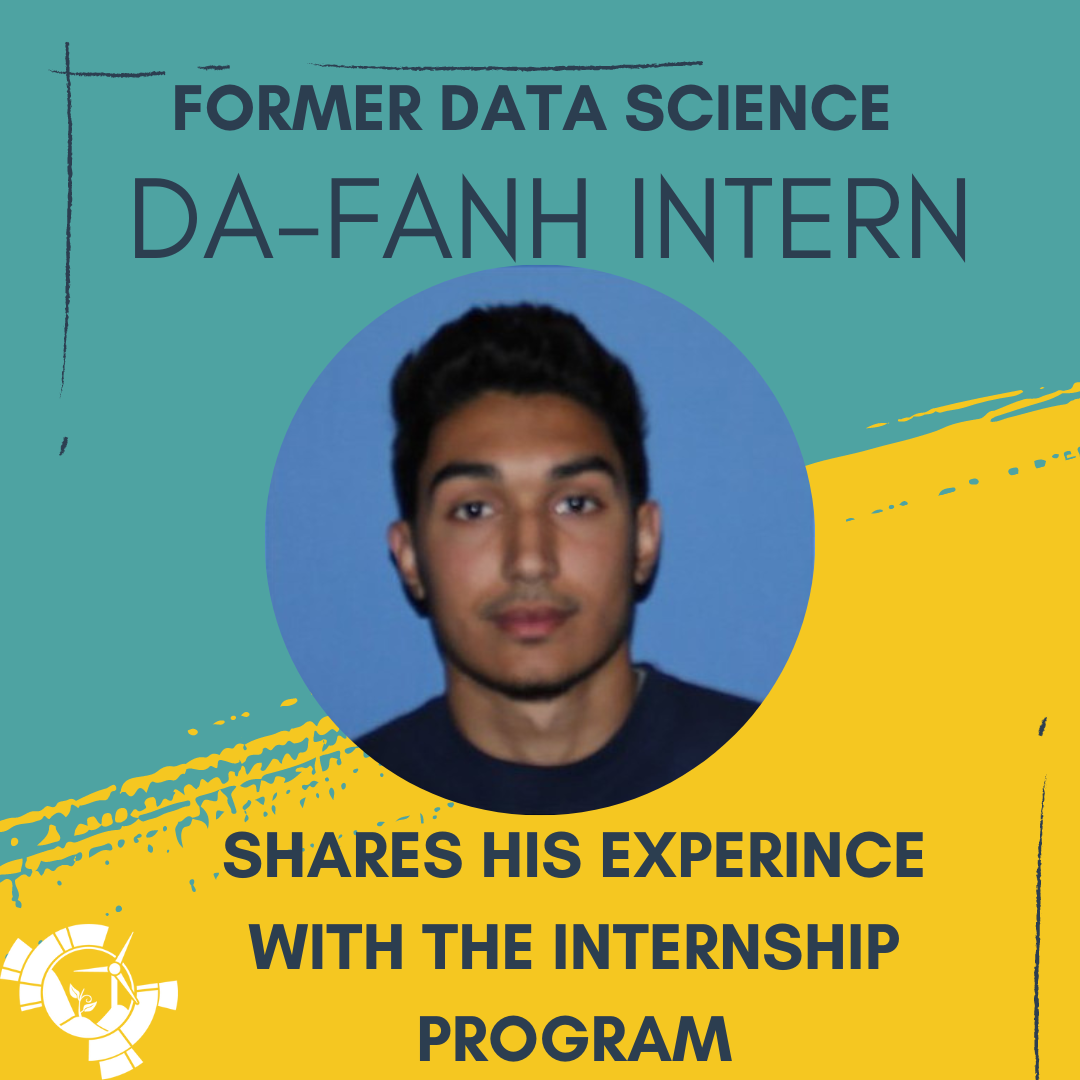 FORMER DATA SCIENCE
DA-FANH INTERN
SHARES HIS EXPERINCE
WITH THE INTERNSHIP
PROGRAM